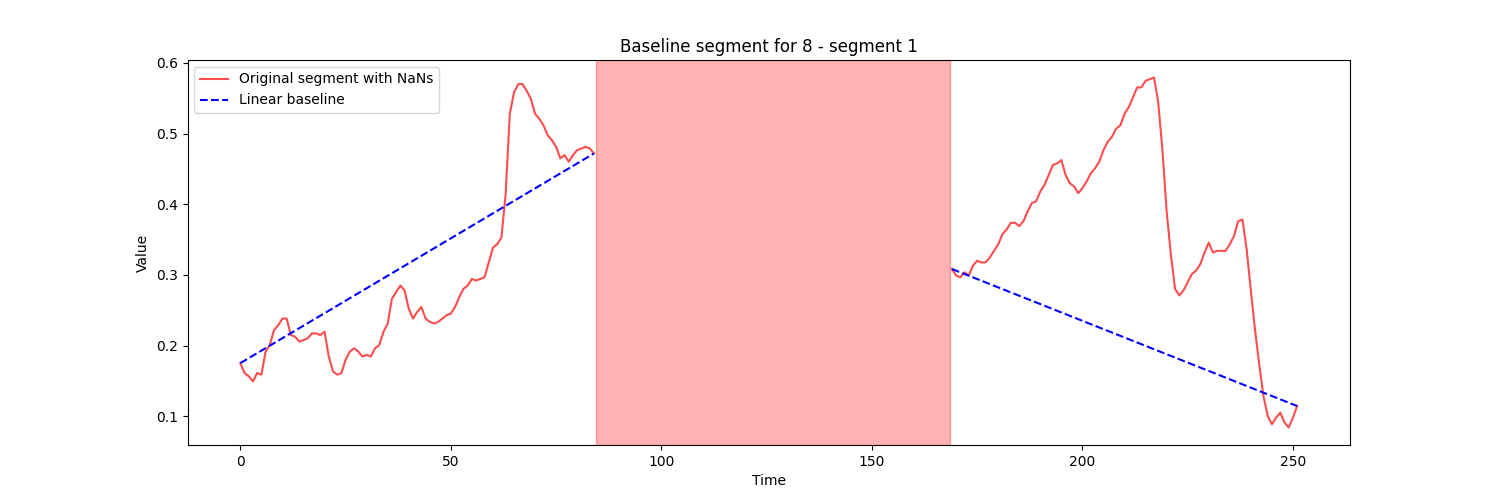 Baseline segment for 8 - segment 1
Original segment with NaNs
Linear baseline
Value
0.6
0.5
0.4
0.3
0.2
0.1
0 50 100 150 200 250
Time